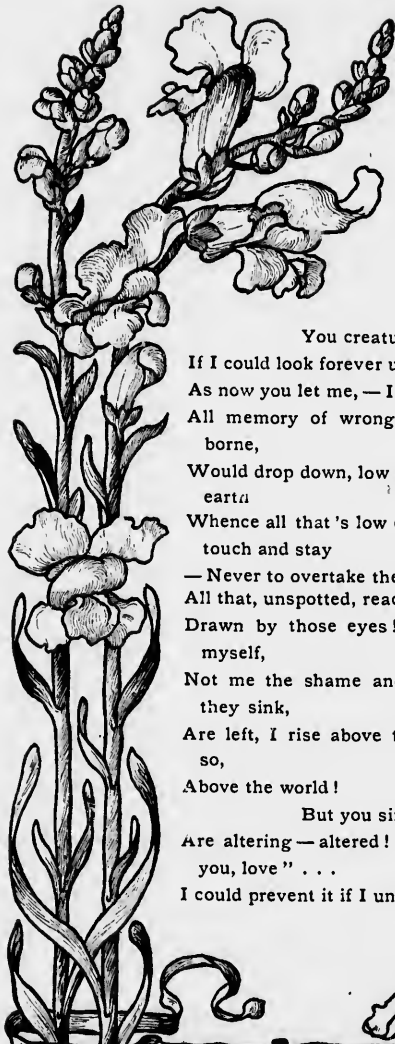 You creatu
If I could look forever u
As now you let me, — I
All memory of wrong
borne,
Would drop down, low
earth
Whence all that's low
touch and stay
— Never to overtake the
All that, unspotted, reac
Drawn by those eyes!
myself,
Not me the shame an
they sink,
Are left, I rise above t
so,
Above the world!
But you si
Are altering — altered!
you, love" . . .
I could prevent it if I un